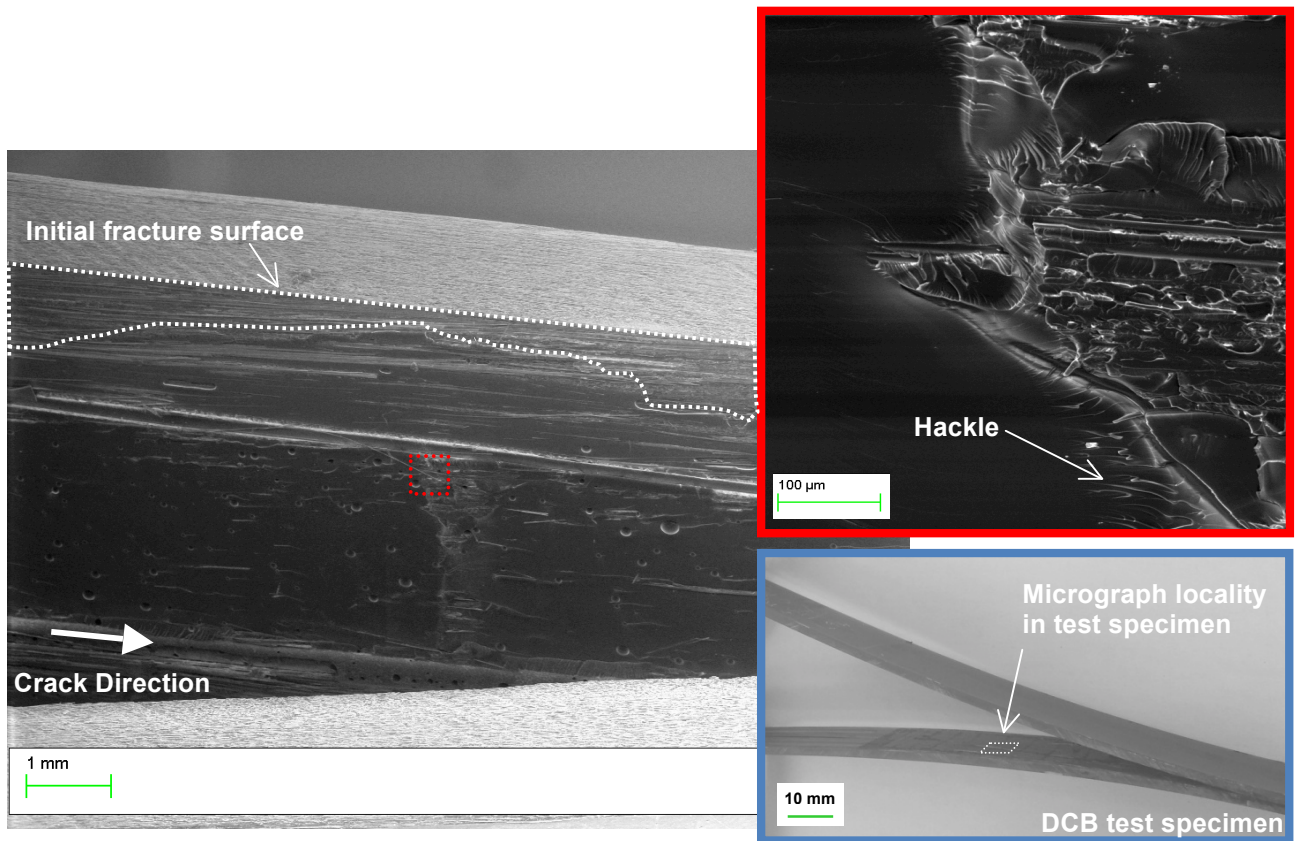 Initial fracture surface
Crack Direction
1 mm
Hackle
100 µm
Micrograph locality
in test specimen
10 mm
DCB test specimen